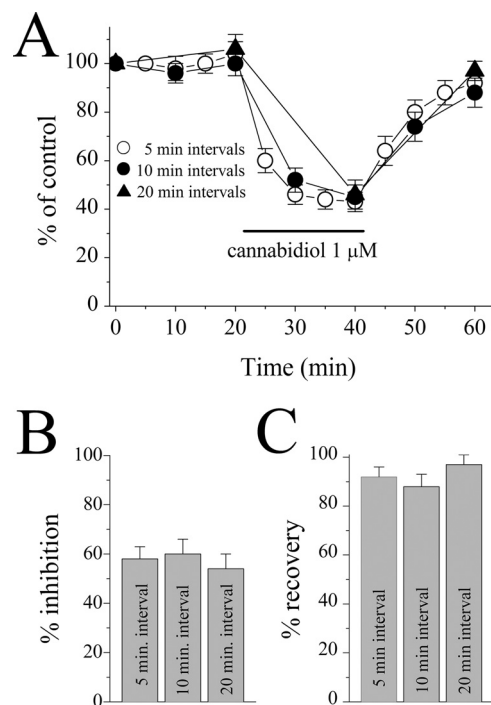 A
% of control
100
80
60
40
20
0
5 min intervals
10 min intervals
20 min intervals
cannabidiol 1 μM
0 10 20 30 40 50 60
Time (min)
B
% inhibition
100
80
60
40
20
0
5 min. interval
10 min. interval
20 min. interval
C
% recovery
100
80
60
40
20
0
5 min interval
10 min interval
20 min interval